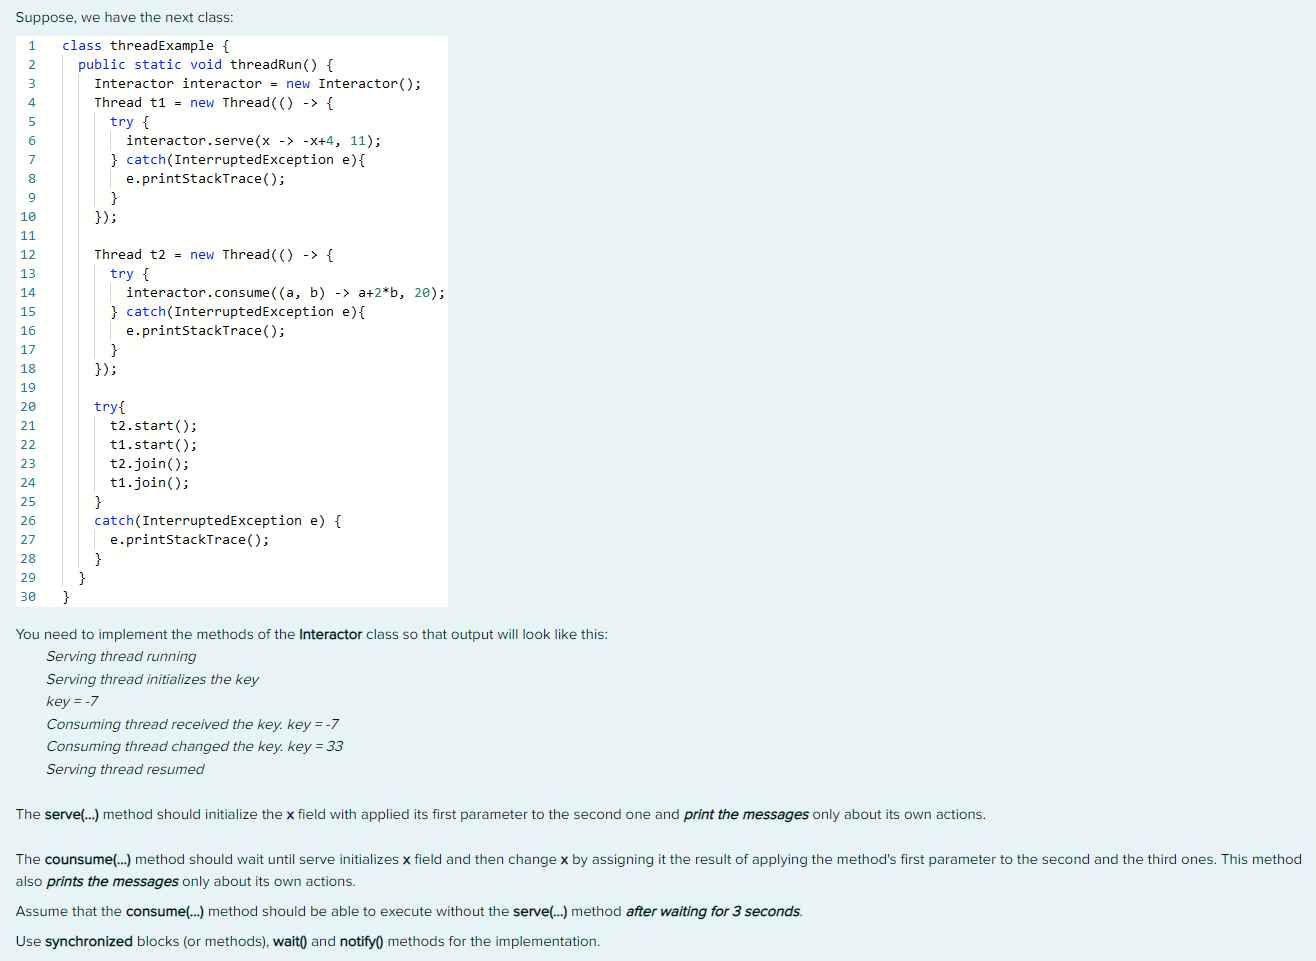 Suppose, we have the next class:
1 class threadExample {
2 public static void threadRun() {
3 Interactor interactor = new Interactor();
4 Thread t1 = new Thread(() -> {
5 try {
6 interactor.serve(x -> -x+4, 11);
7 } catch(InterruptedException e){
8 e.printStackTrace();
9 }
10 });
11
12 Thread t2 = new Thread(() -> {
13 try {
14 interactor.consume((a, b) -> a+2*b, 20);
15 } catch(InterruptedException e){
16 e.printStackTrace();
17 }
18 });
19
20 try{
21 t2.start();
22 t1.start();
23 t2.join();
24 t1.join();
25 }
26 catch(InterruptedException e) {
27 e.printStackTrace();
28 }
29 }
30 }
You need to implement the methods of the Interactor class so that output will look like this:
Serving thread running
Serving thread initializes the key
key = -7
Consuming thread received the key. key = -7
Consuming thread changed the key. key = 33
Serving thread resumed
The serve(...) method should initialize the x field with applied its first parameter to the second one and print the messages only about its own actions.
The counsume(...) method should wait until serve initializes x field and then change x by assigning it the result of applying the method's first parameter to the second and the third ones. This method
also prints the messages only about its own actions.
Assume that the consume(...) method should be able to execute without the serve(...) method after waiting for 3 seconds.
Use synchronized blocks (or methods), wait() and notify() methods for the implementation.